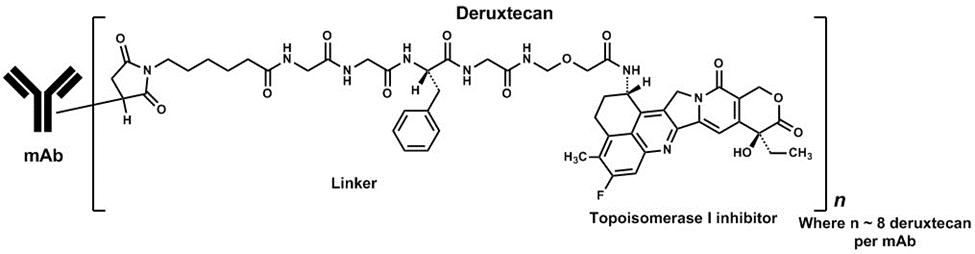 Deruxtecan
mAb
Linker
Topoisomerase I inhibitor
n
Where n ~ 8 deruxtecan
per mAb
O
N
O
H
O
H
N
O
N
H
O
H
N
H
O
N
H
O
H
N
O
O
N
H
H
H₃C
F
N
N
O
O
O
HO
CH₃